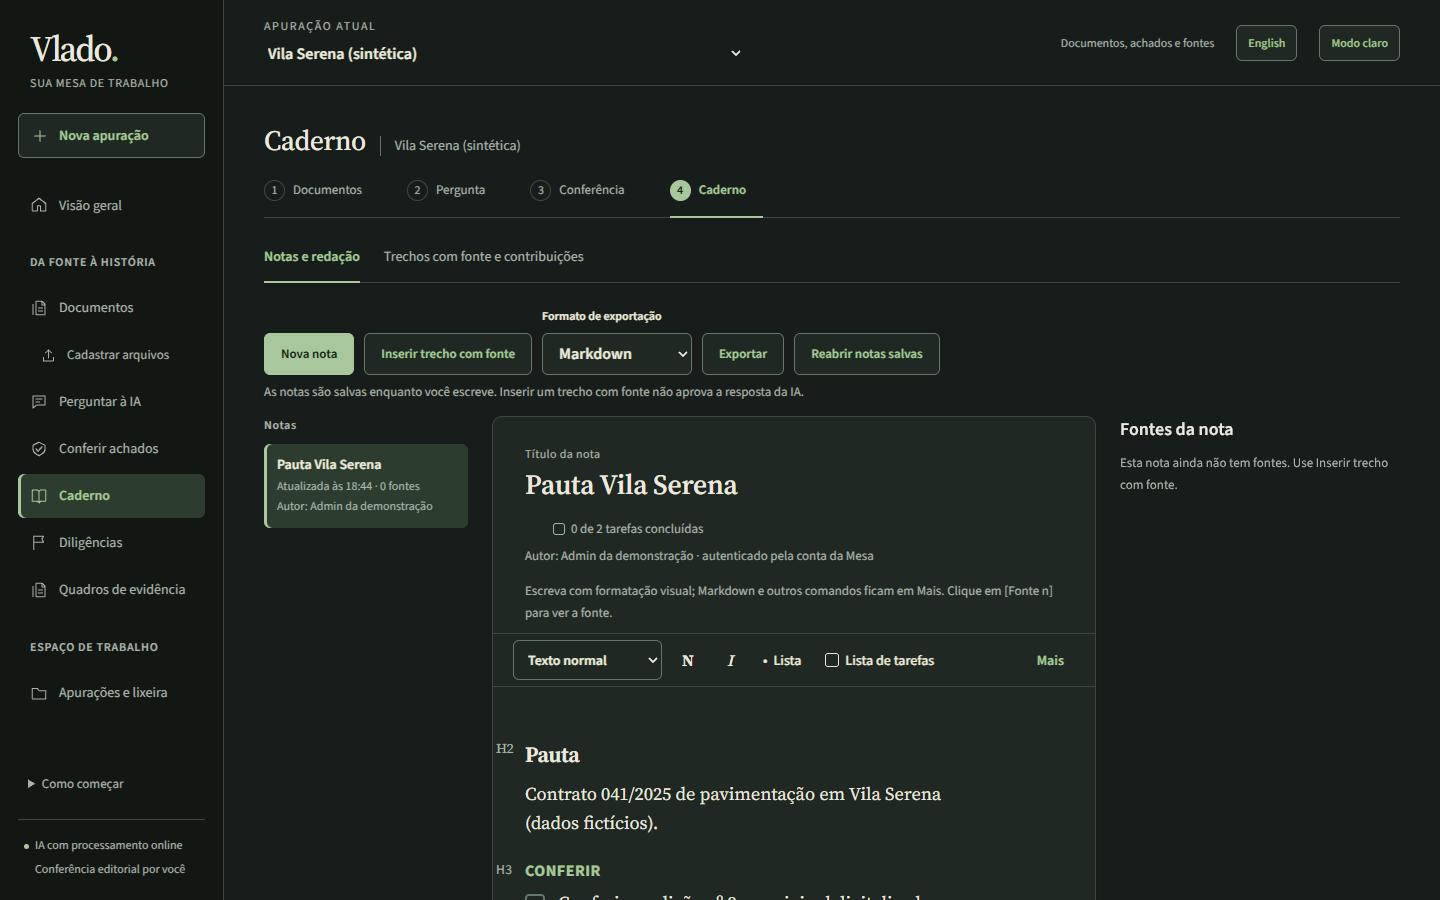 Vlado.
SUA MESA DE TRABALHO
Nova apuração
Visão geral
DA FONTE À HISTÓRIA
Documentos
Cadastrar arquivos
Perguntar à IA
Conferir achados
Caderno
Diligências
Quadros de evidência
ESPAÇO DE TRABALHO
Apurações e lixeira
Como começar
IA com processamento online
Conferência editorial por você
APURAÇÃO ATUAL
Vila Serena (sintética)
Documentos, achados e fontes
English
Modo claro
Caderno
Vila Serena (sintética)
1 Documentos
2 Pergunta
3 Conferência
4 Caderno
Notas e redação
Trechos com fonte e contribuições
Formato de exportação
Nova nota
Inserir trecho com fonte
Markdown
Exportar
Reabrir notas salvas
As notas são salvas enquanto você escreve. Inserir um trecho com fonte não aprova a resposta da IA.
Notas
Pauta Vila Serena
Atualizada às 18:44 · 0 fontes
Autor: Admin da demonstração
Título da nota
Pauta Vila Serena
0 de 2 tarefas concluídas
Autor: Admin da demonstração · autenticado pela conta da Mesa
Escreva com formatação visual; Markdown e outros comandos ficam em Mais. Clique em [Fonte n]
para ver a fonte.
Texto normal
N
I
• Lista
Lista de tarefas
Mais
H2 Pauta
Contrato 041/2025 de pavimentação em Vila Serena
(dados fictícios).
H3 CONFERIR
Fontes da nota
Esta nota ainda não tem fontes. Use Inserir trecho
com fonte.